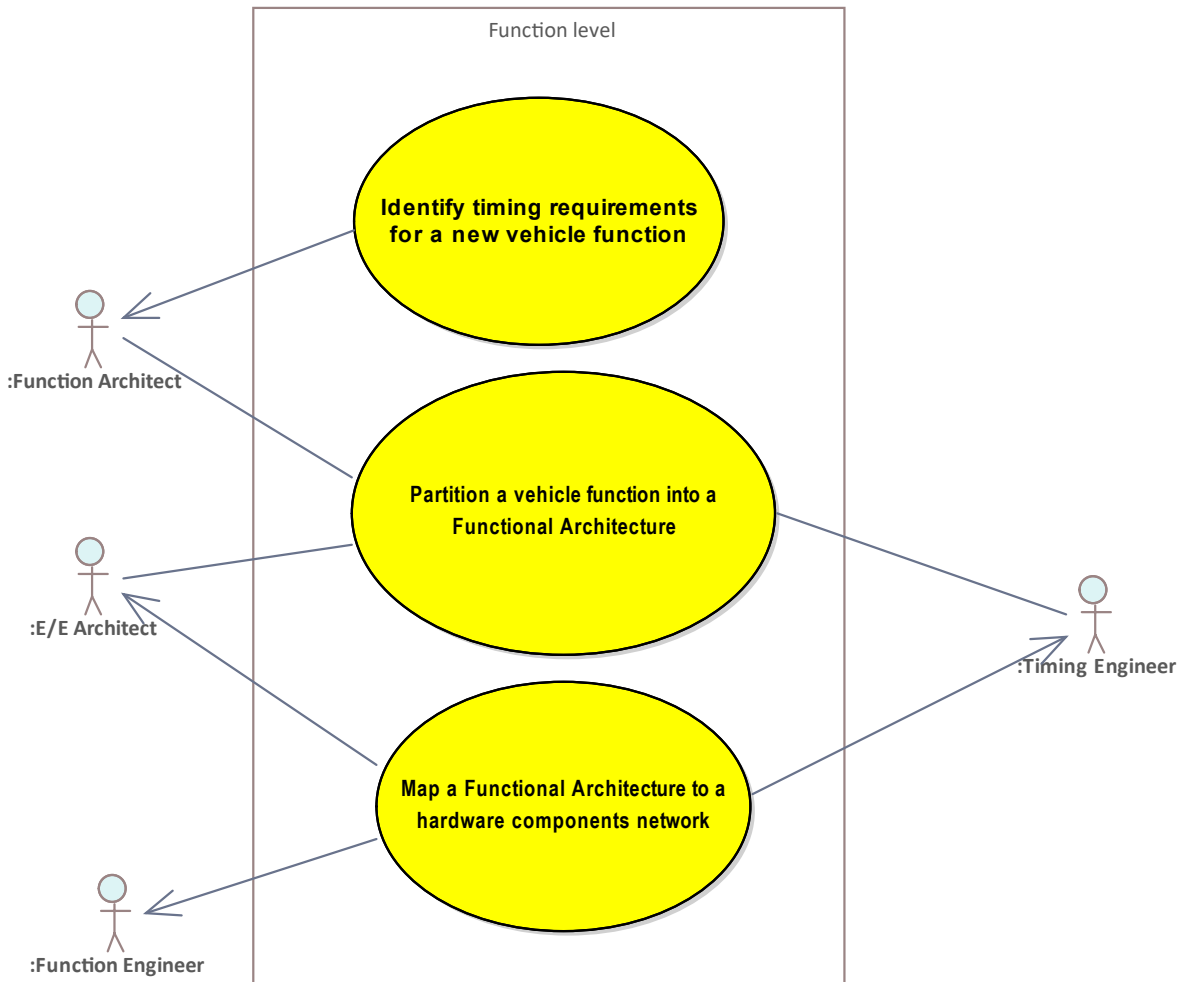 Function level
Identify timing requirements
for a new vehicle function
:Function Architect
Partition a vehicle function into a
Functional Architecture
:E/E Architect
:Timing Engineer
Map a Functional Architecture to a
hardware components network
:Function Engineer